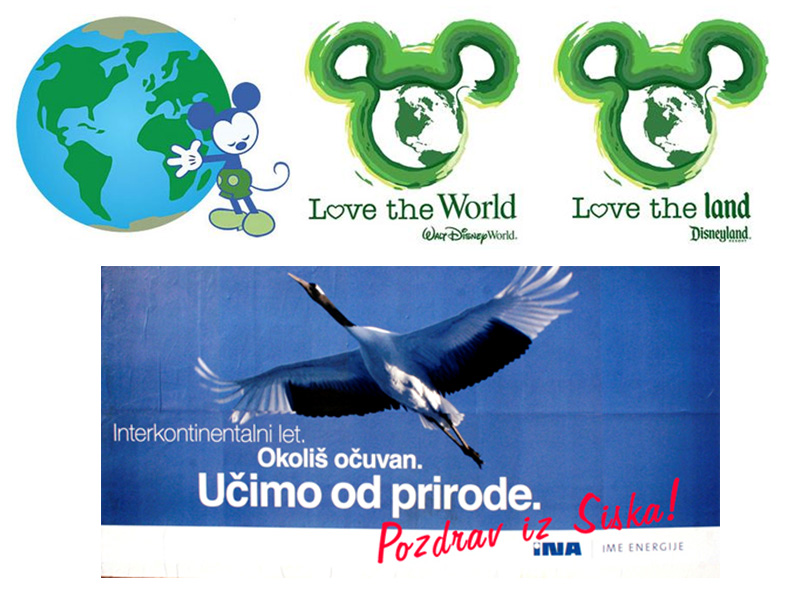 Love the World
Walt Disney World.
Love the land
Disneyland.
RESORT
Interkontinentalni let.
Okoliš očuvan.
Učimo od prirode.
Pozdrav iz Siska!
INA IME ENERGIJE